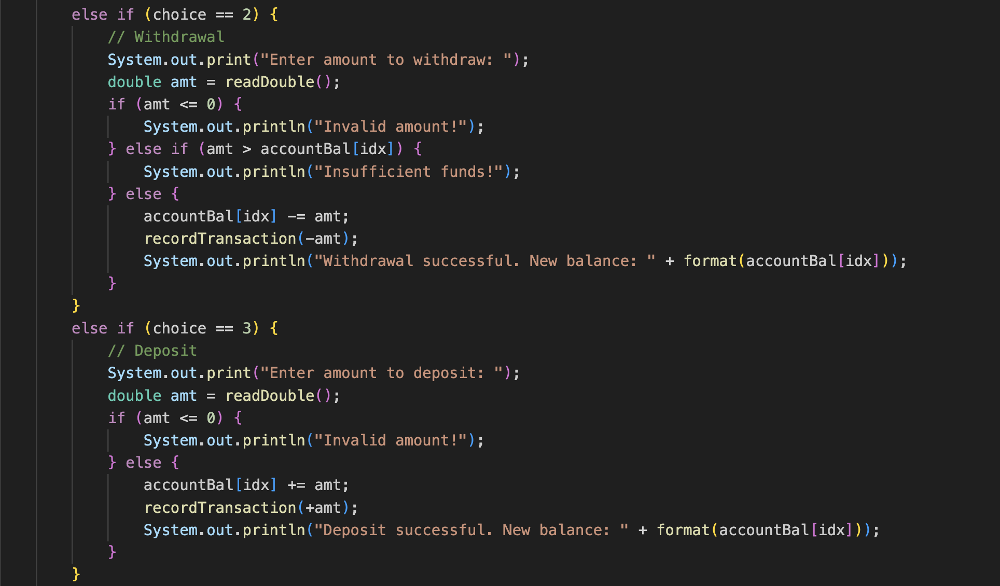 else if (choice == 2) {
// Withdrawal
System.out.print("Enter amount to withdraw: ");
double amt = readDouble();
if (amt <= 0) {
System.out.println("Invalid amount!");
} else if (amt > accountBal[idx]) {
System.out.println("Insufficient funds!");
} else {
accountBal[idx] -= amt;
recordTransaction(-amt);
System.out.println("Withdrawal successful. New balance: " + format(accountBal[idx]));
}
}
else if (choice == 3) {
// Deposit
System.out.print("Enter amount to deposit: ");
double amt = readDouble();
if (amt <= 0) {
System.out.println("Invalid amount!");
} else {
accountBal[idx] += amt;
recordTransaction(+amt);
System.out.println("Deposit successful. New balance: " + format(accountBal[idx]));
}
}